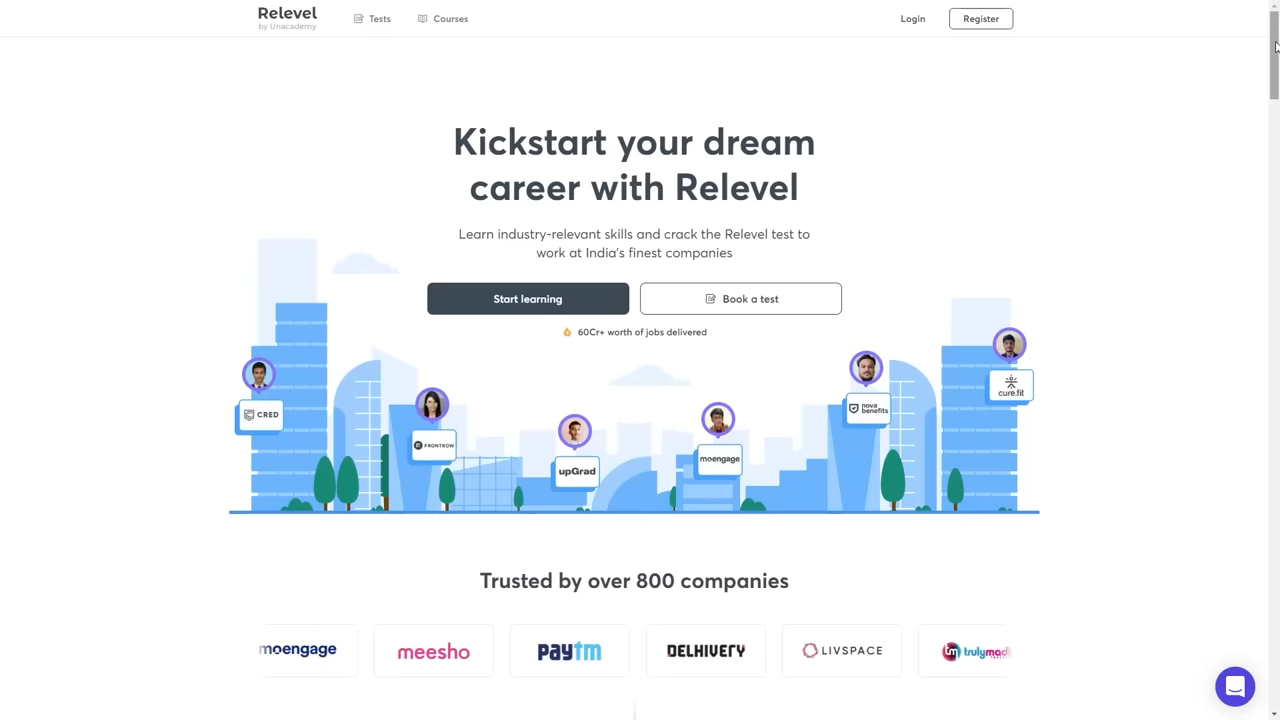 Relevel
by Unacademy
Tests
Courses
Login
Register
Kickstart your dream
career with Relevel
Learn industry-relevant skills and crack the Relevel test to
work at India's finest companies
Start learning
Book a test
60Cr+ worth of jobs delivered
CRED
FRONTROW
upGrad
moengage
nova
benefits
cure.fit
Trusted by over 800 companies
moengage
meesho
paytm
DELHIVERY
LIVSPACE
tm trulymadl